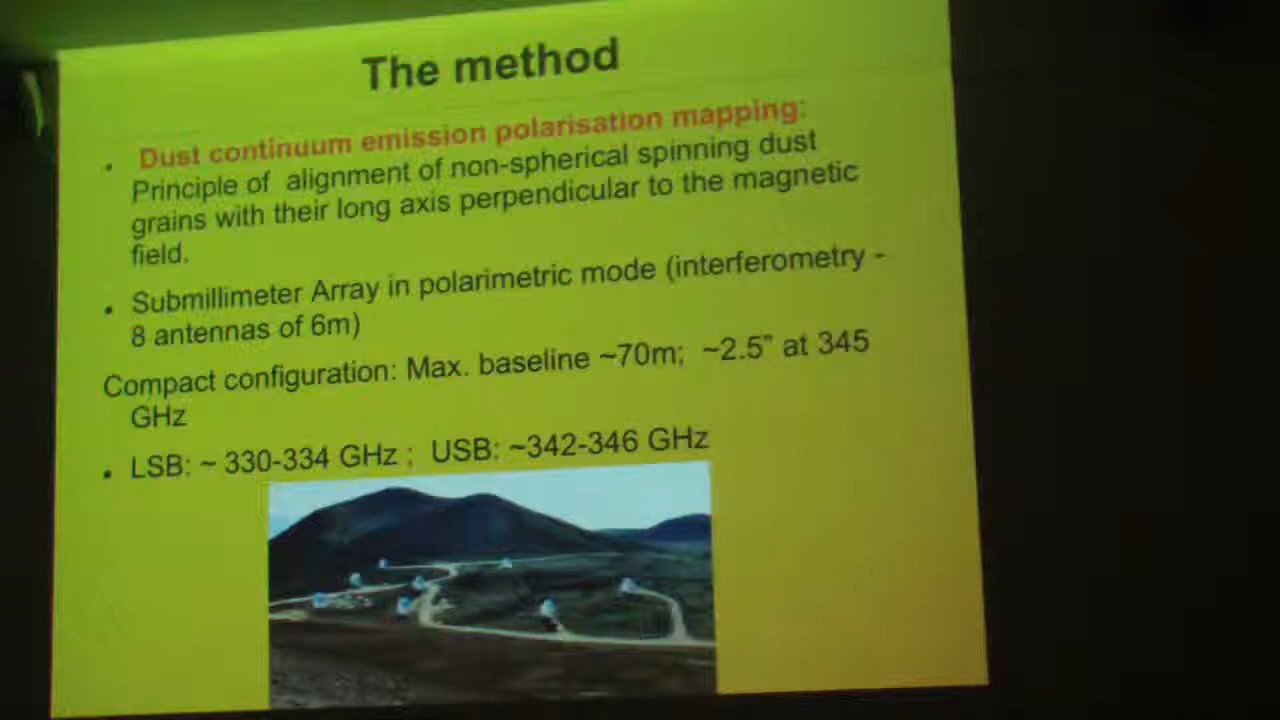 The method
• Dust continuum emission polarisation mapping:
Principle of alignment of non-spherical spinning dust
grains with their long axis perpendicular to the magnetic
field.
• Submillimeter Array in polarimetric mode (interferometry -
8 antennas of 6m)
Compact configuration: Max. baseline ~70m; ~2.5” at 345
GHz
• LSB: ~ 330-334 GHz ; USB: ~342-346 GHz